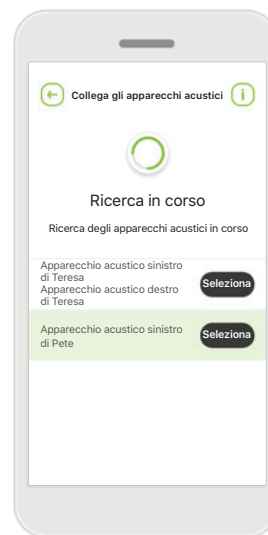 Collega gli apparecchi acustici
Ricerca in corso
Ricerca degli apparecchi acustici in corso
Apparecchio acustico sinistro
di Teresa
Apparecchio acustico destro
di Teresa
Seleziona
Apparecchio acustico sinistro
di Pete
Seleziona